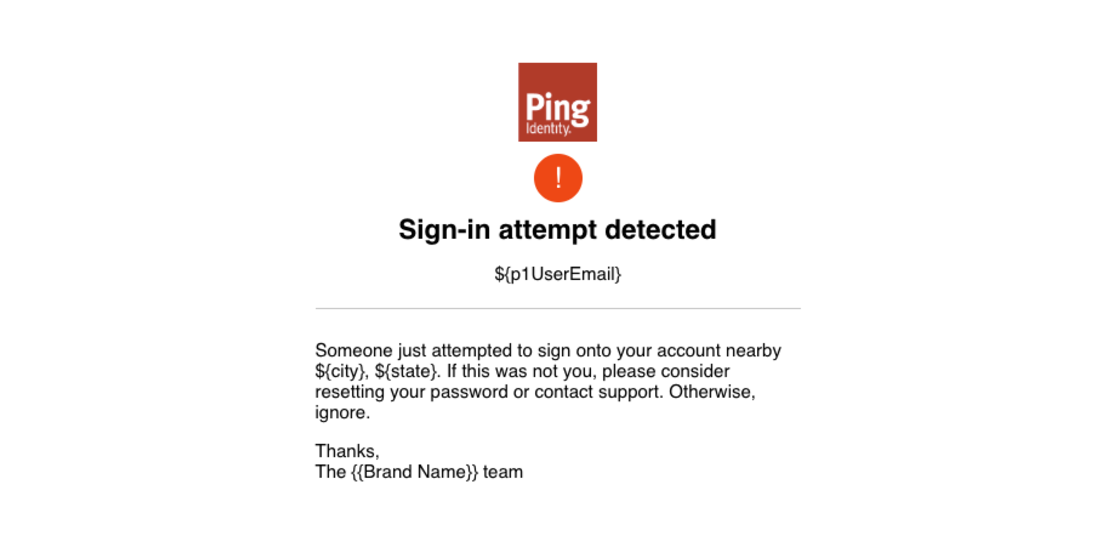 Ping
Identity.
!
Sign-in attempt detected
${p1UserEmail}
Someone just attempted to sign onto your account nearby
${city}, ${state}. If this was not you, please consider
resetting your password or contact support. Otherwise,
ignore.
Thanks,
The {{Brand Name}} team